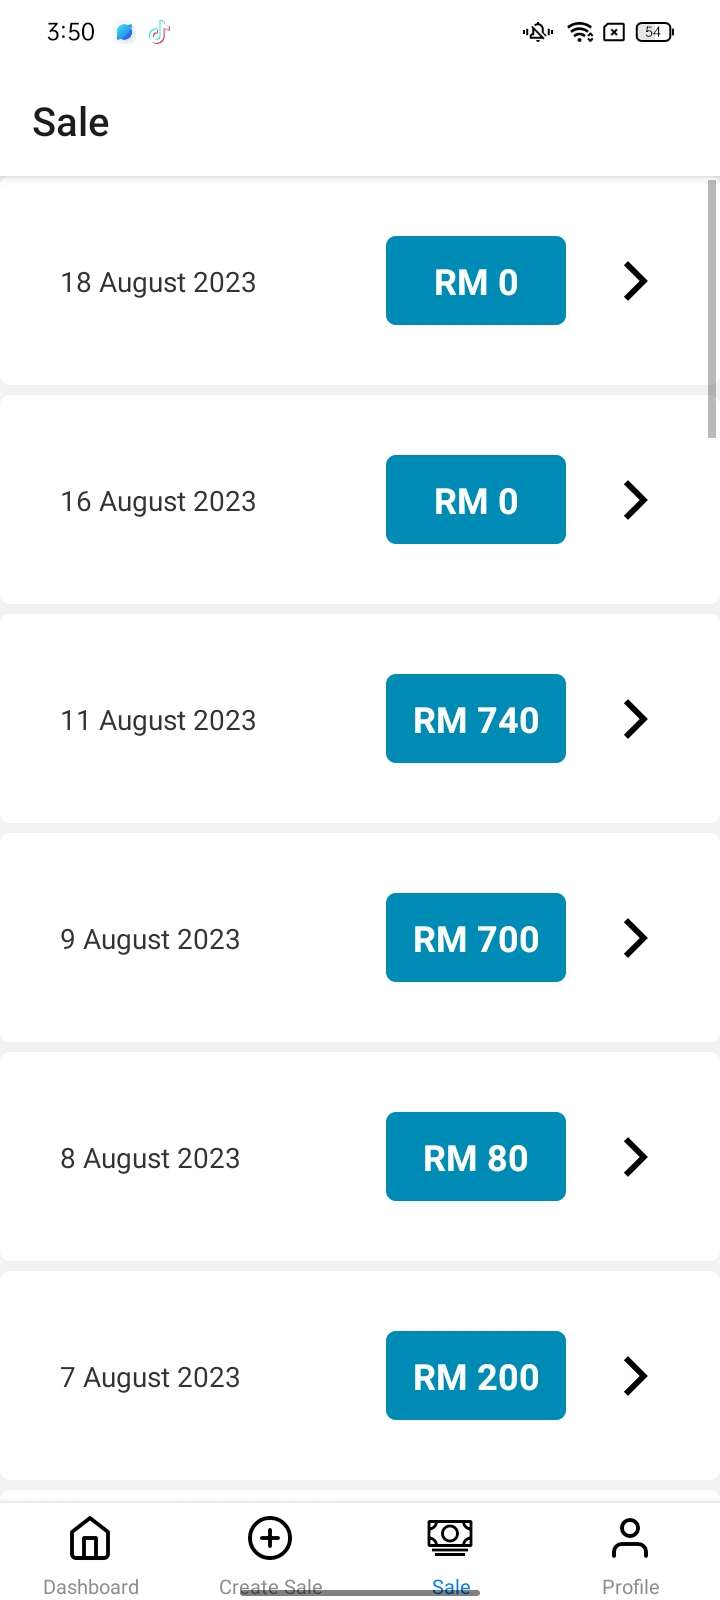 3:50
54
Sale
18 August 2023 RM 0
16 August 2023 RM 0
11 August 2023 RM 740
9 August 2023 RM 700
8 August 2023 RM 80
7 August 2023 RM 200
Dashboard Create Sale Sale Profile